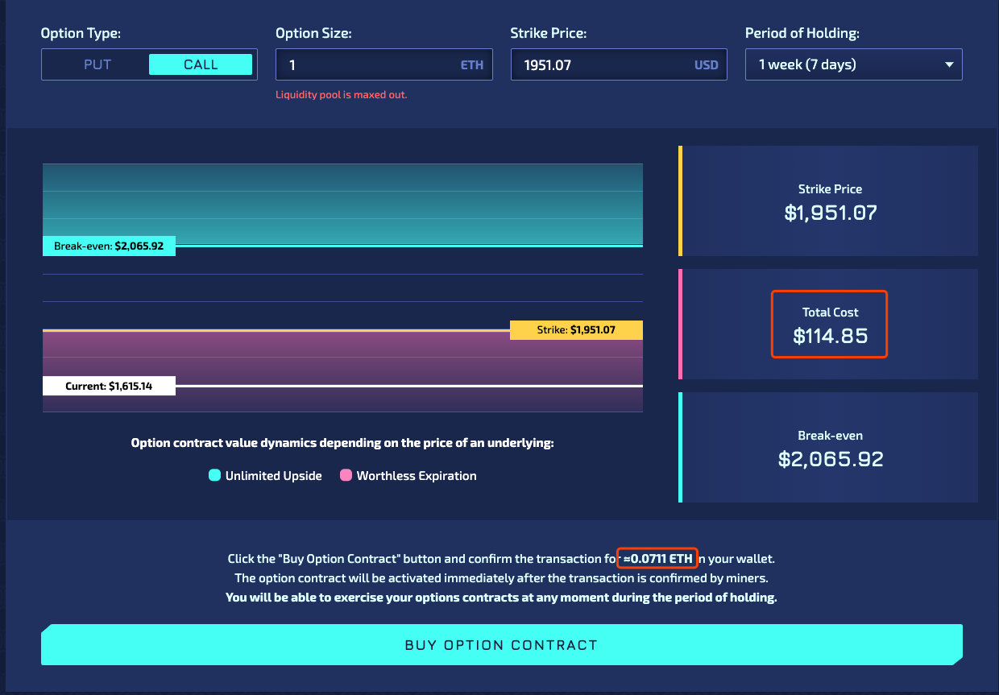 Option Type:
Option Size:
Strike Price:
Period of Holding:
PUT
CALL
1 ETH
1951.07 USD
1 week (7 days)
Liquidity pool is maxed out.
Break-even: $2,065.92
Strike: $1,951.07
Current: $1,615.14
Option contract value dynamics depending on the price of an underlying:
Unlimited Upside
Worthless Expiration
Strike Price
$1,951.07
Total Cost
$114.85
Break-even
$2,065.92
Click the "Buy Option Contract" button and confirm the transaction for ≈0.0711 ETH in your wallet.
The option contract will be activated immediately after the transaction is confirmed by miners.
You will be able to exercise your options contracts at any moment during the period of holding.
BUY OPTION CONTRACT